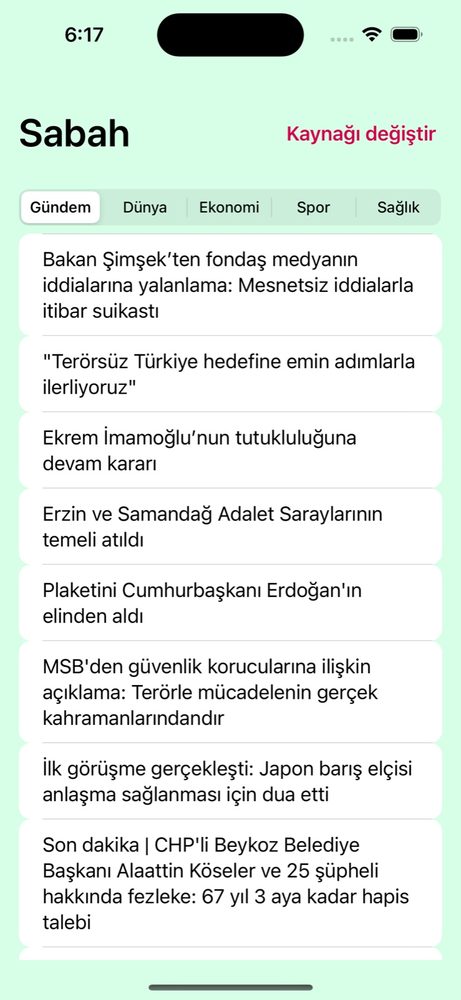 6:17
Sabah
Kaynağı değiştir
Gündem
Dünya
Ekonomi
Spor
Sağlık
Bakan Şimşek’ten fondaş medyanın
iddialarına yalanlama: Mesnetsiz iddialarla
itibar suikastı
"Terörsüz Türkiye hedefine emin adımlarla
ilerliyoruz"
Ekrem İmamoğlu’nun tutukluluğuna
devam kararı
Erzin ve Samandağ Adalet Saraylarının
temeli atıldı
Plaketini Cumhurbaşkanı Erdoğan'ın
elinden aldı
MSB'den güvenlik korucularına ilişkin
açıklama: Terörle mücadelenin gerçek
kahramanlarındandır
İlk görüşme gerçekleşti: Japon barış elçisi
anlaşma sağlanması için dua etti
Son dakika | CHP'li Beykoz Belediye
Başkanı Alaattin Köseler ve 25 şüpheli
hakkında fezleke: 67 yıl 3 aya kadar hapis
talebi